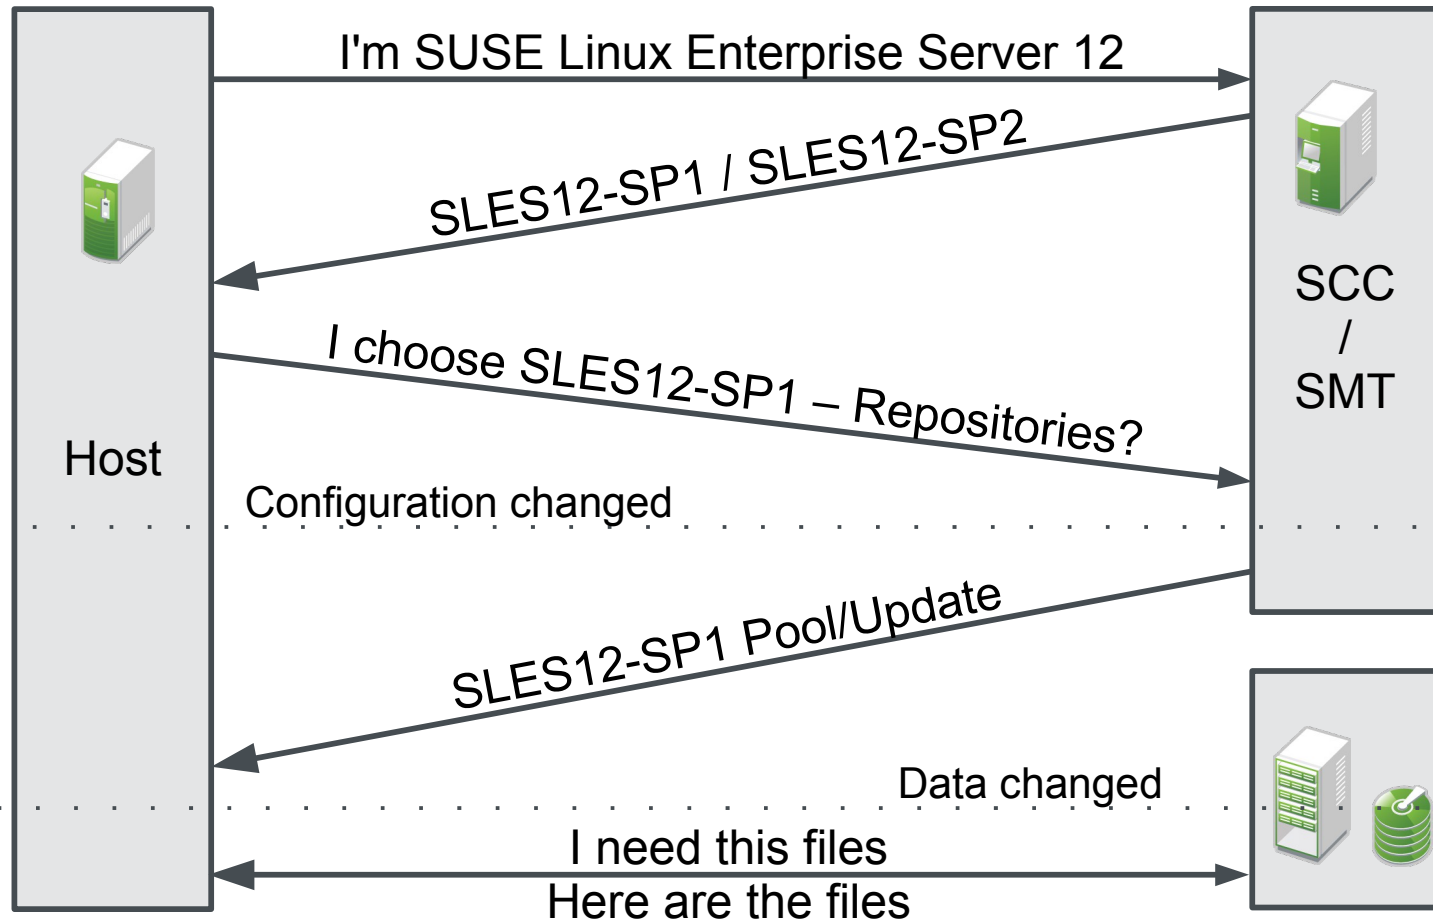 I'm SUSE Linux Enterprise Server 12
SLES12-SP1 / SLES12-SP2
SCC
/
SMT
I choose SLES12-SP1 – Repositories?
Host
Configuration changed
SLES12-SP1 Pool/Update
Data changed
I need this files
Here are the files